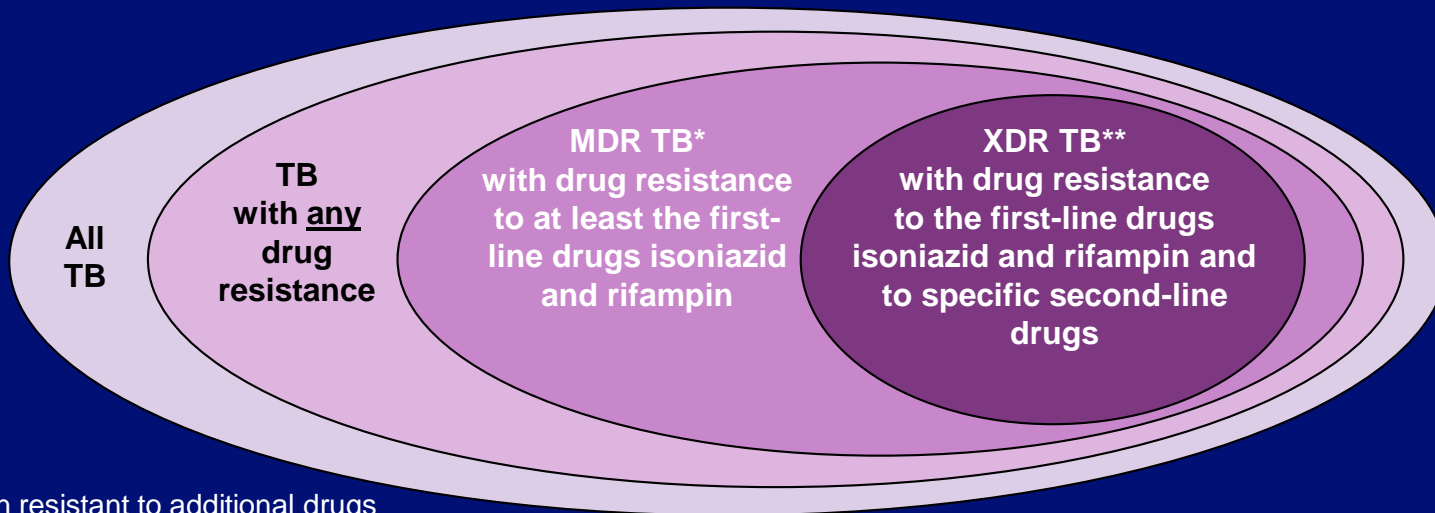 All
TB
TB
with any
drug
resistance
MDR TB*
with drug resistance
to at least the first-
line drugs isoniazid
and rifampin
XDR TB**
with drug resistance
to the first-line drugs
isoniazid and rifampin and
to specific second-line
drugs
resistant to additional drugs